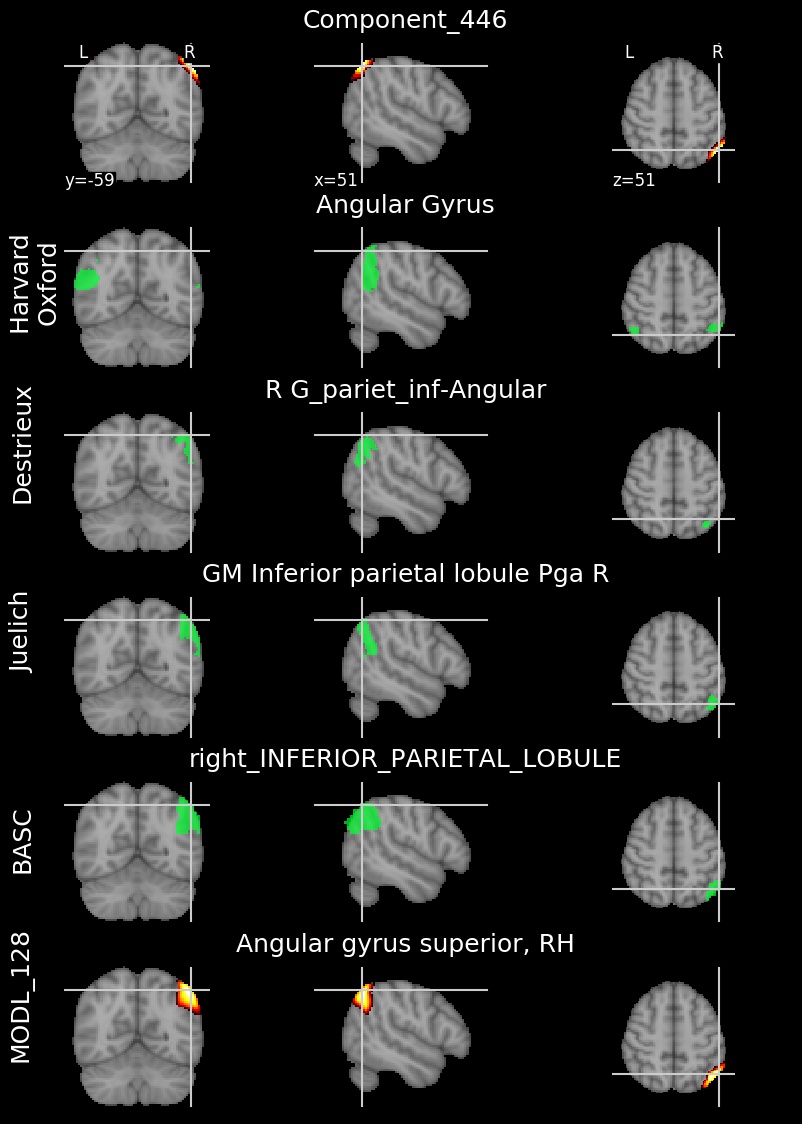 Component_446
L R L R
y=-59 x=51 z=51
Angular Gyrus
Harvard
Oxford
R G_pariet_inf-Angular
Destrieux
GM Inferior parietal lobule Pga R
Juelich
right_INFERIOR_PARIETAL_LOBULE
BASC
Angular gyrus superior, RH
MODL_128